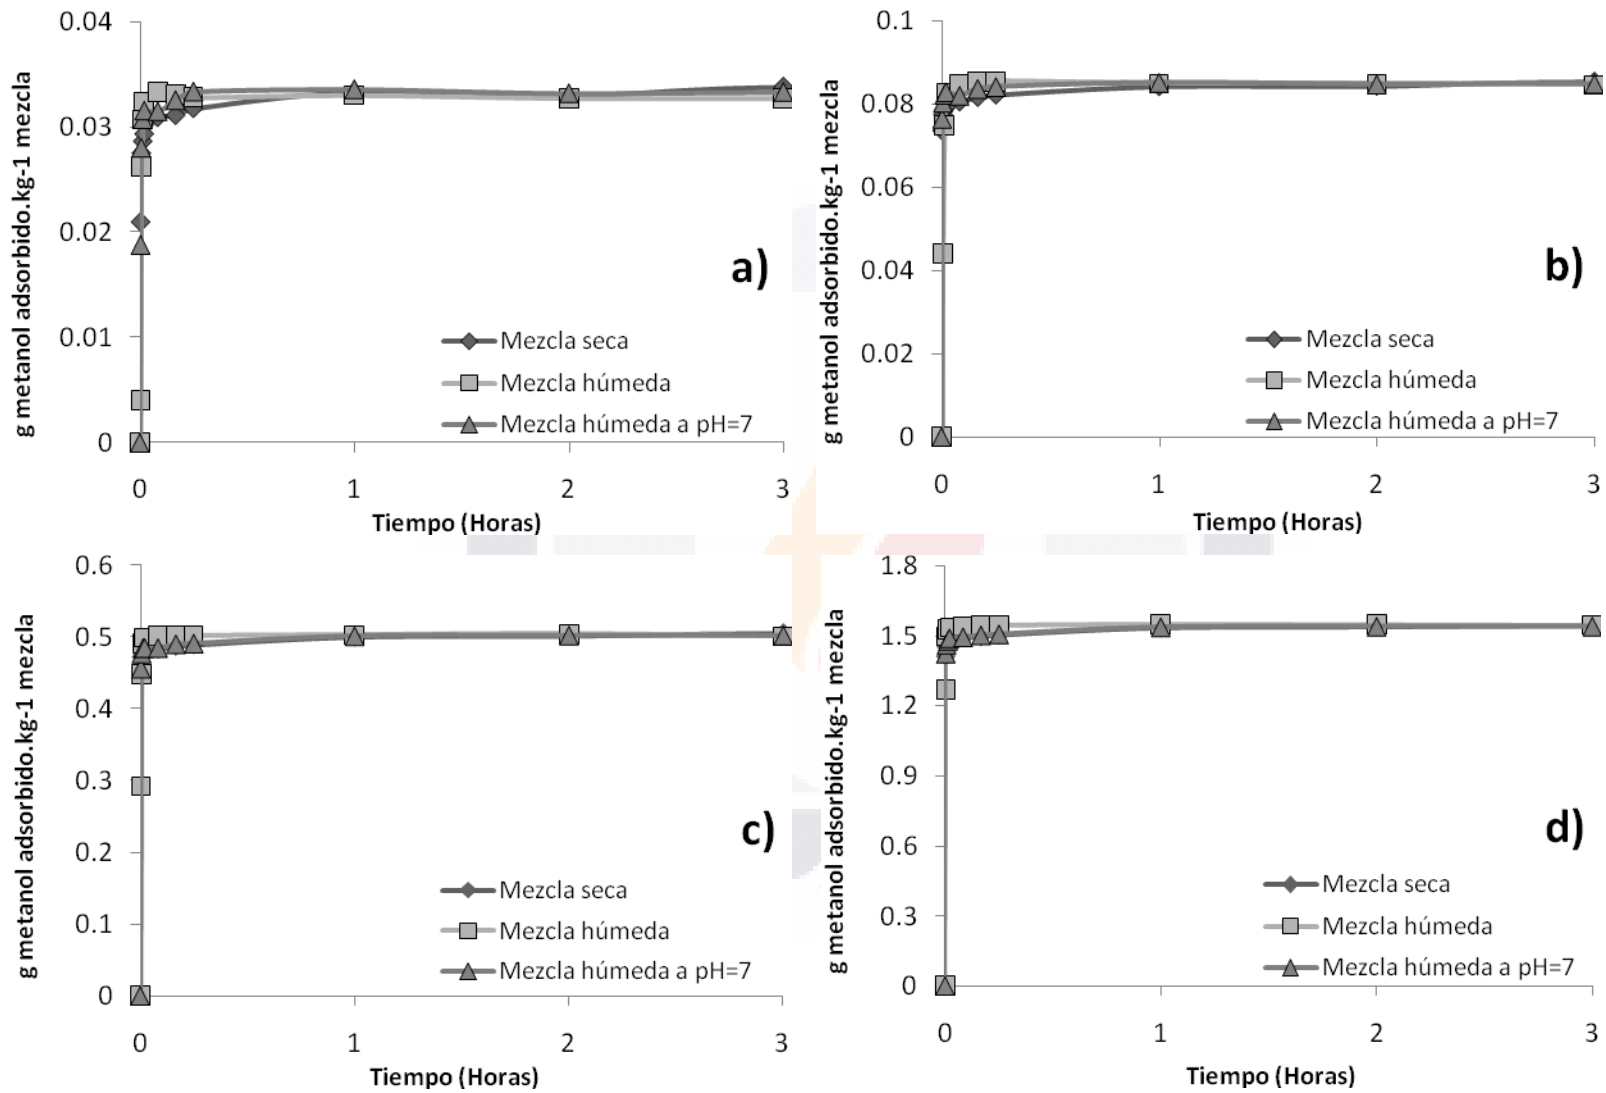 g metanol adsorbido.kg-1 mezcla
0.04
0.03
0.02
0.01
0
a)
Mezcla seca
Mezcla húmeda
Mezcla húmeda a pH=7
0 1 2 3
Tiempo (Horas)
g metanol adsorbido.kg-1 mezcla
0.1
0.08
0.06
0.04
0.02
0
b)
Mezcla seca
Mezcla húmeda
Mezcla húmeda a pH=7
0 1 2 3
Tiempo (Horas)
g metanol adsorbido.kg-1 mezcla
0.6
0.5
0.4
0.3
0.2
0.1
0
c)
Mezcla seca
Mezcla húmeda
Mezcla húmeda a pH=7
0 1 2 3
Tiempo (Horas)
g metanol adsorbido.kg-1 mezcla
1.8
1.5
1.2
0.9
0.6
0.3
0
d)
Mezcla seca
Mezcla húmeda
Mezcla húmeda a pH=7
0 1 2 3
Tiempo (Horas)